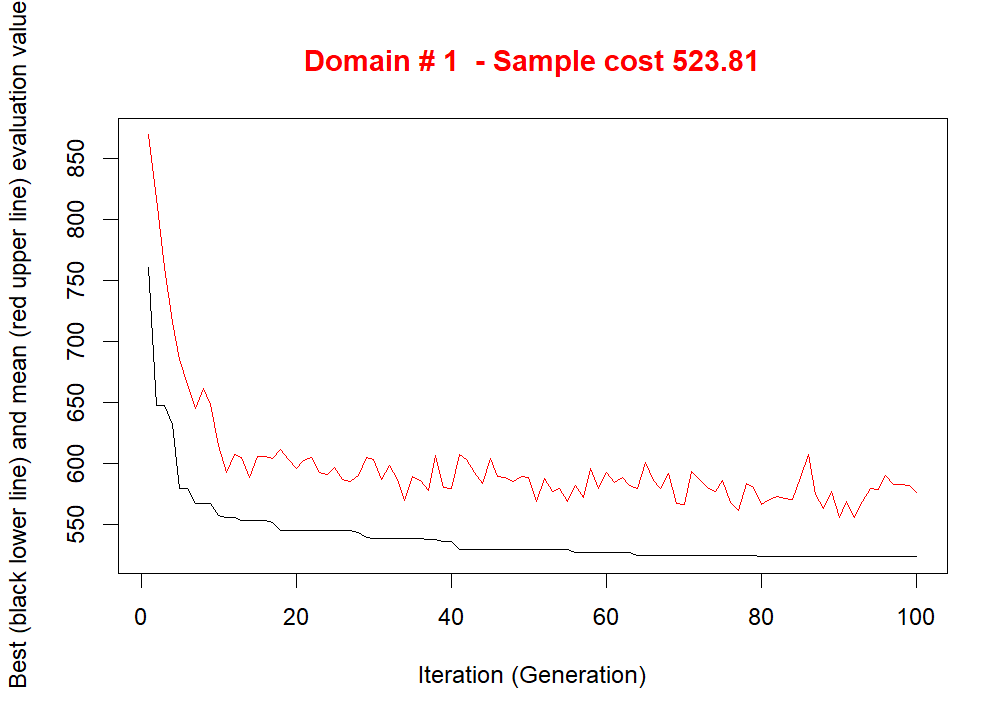 Domain # 1  - Sample cost 523.81
Best (black lower line) and mean (red upper line) evaluation value
850
800
750
700
650
600
550
0 20 40 60 80 100
Iteration (Generation)